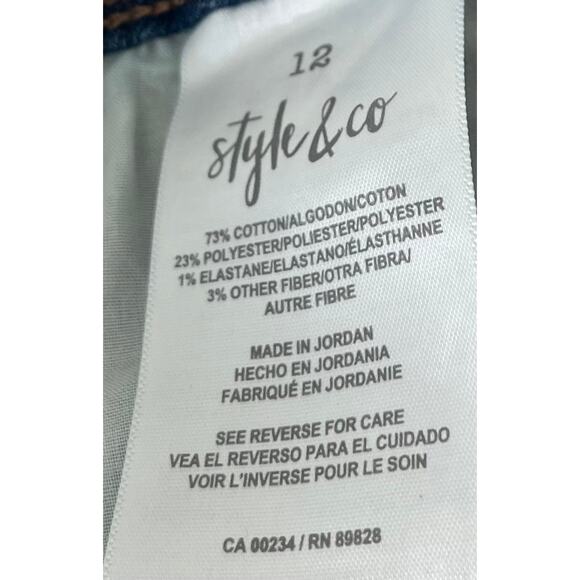 12
style&co
73% COTTON/ALGODON/COTON
23% POLYESTER/POLIESTER/POLYESTER
1% ELASTANE/ELASTANO/ÉLASTHANNE
3% OTHER FIBER/OTRA FIBRA/
AUTRE FIBRE
MADE IN JORDAN
HECHO EN JORDANIA
FABRIQUÉ EN JORDANIE
SEE REVERSE FOR CARE
VEA EL REVERSO PARA EL CUIDADO
VOIR L'INVERSE POUR LE SOIN
CA 00234 / RN 89828